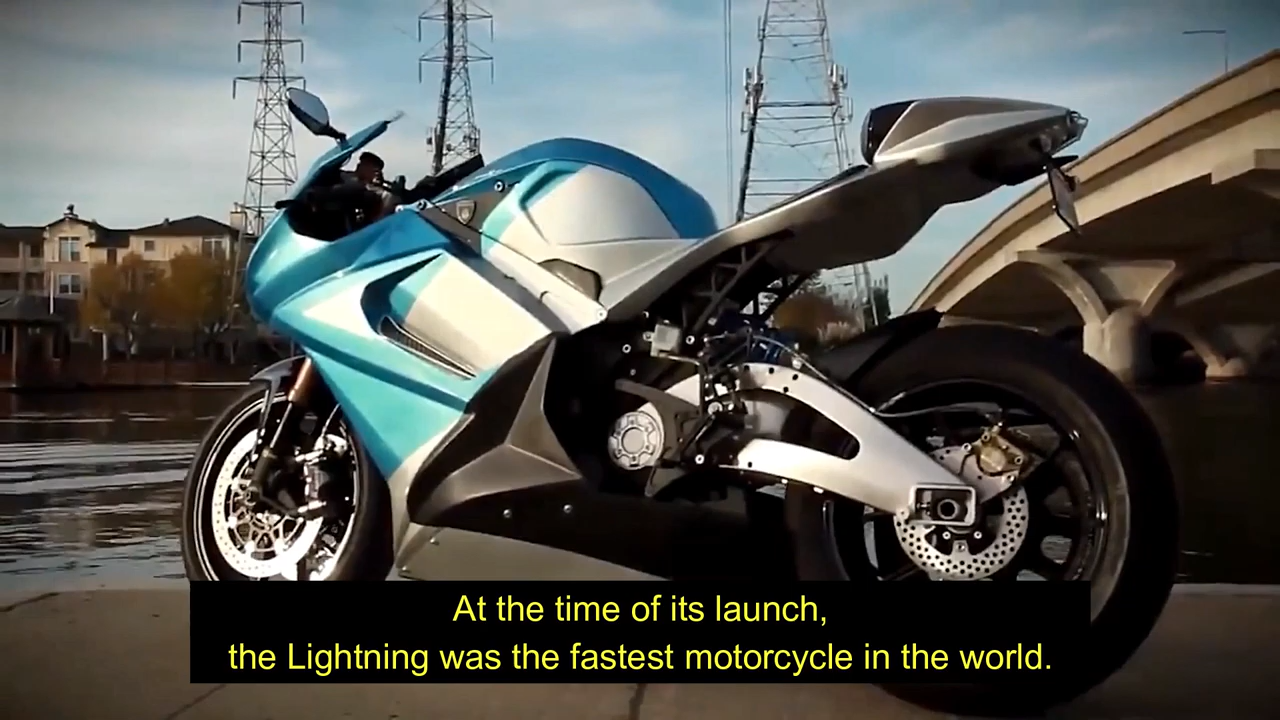 At the time of its launch,
the Lightning was the fastest motorcycle in the world.